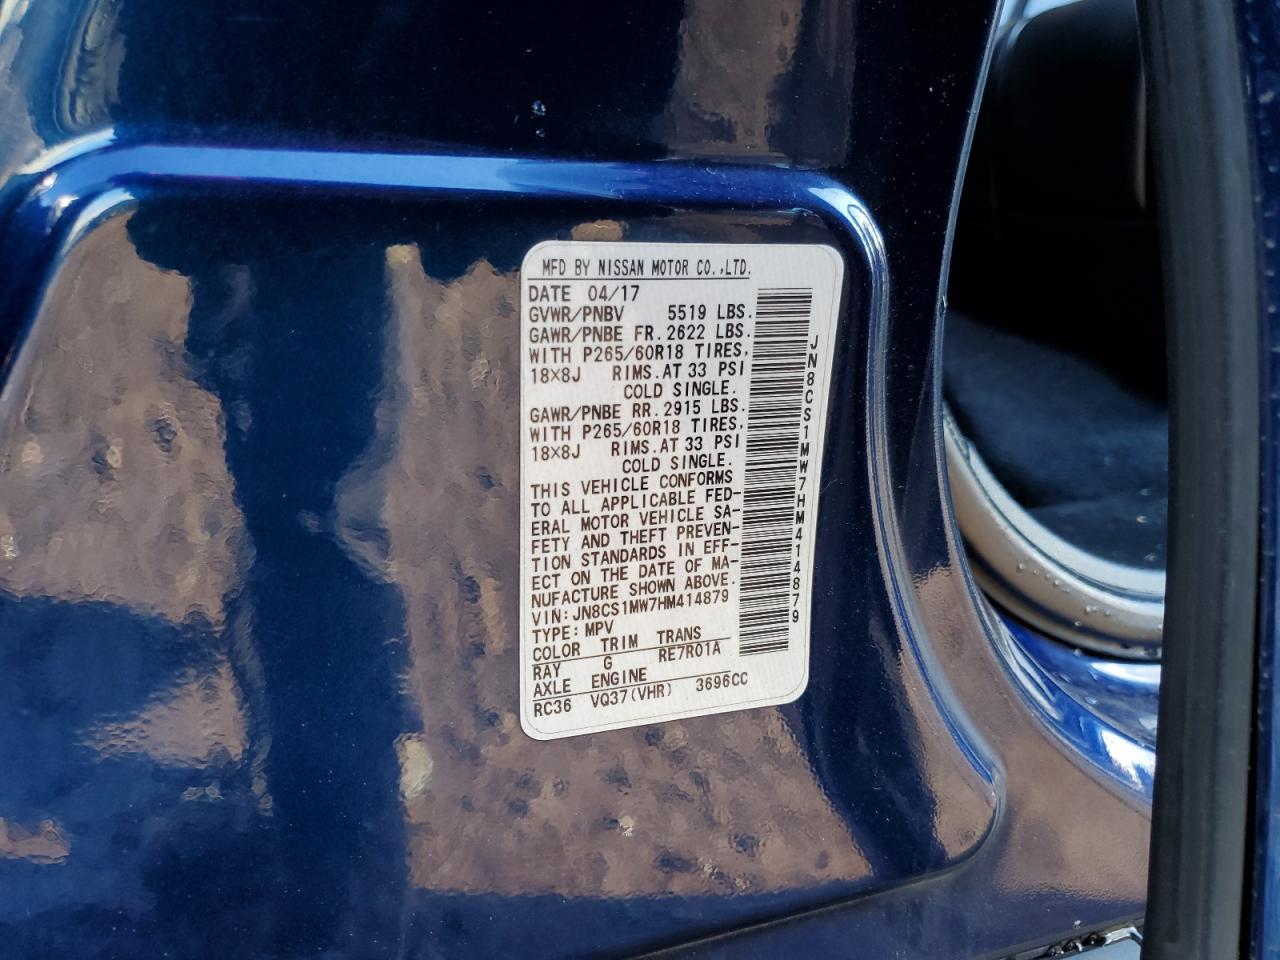 MFD BY NISSAN MOTOR CO.,LTD.
DATE 04/17
GVWR/PNBV 5519 LBS.
GAWR/PNBE FR.2622 LBS.
WITH P265/60R18 TIRES,
18×8J RIMS.AT 33 PSI
COLD SINGLE.
GAWR/PNBE RR.2915 LBS.
WITH P265/60R18 TIRES,
18×8J RIMS.AT 33 PSI
COLD SINGLE.
THIS VEHICLE CONFORMS
TO ALL APPLICABLE FED-
ERAL MOTOR VEHICLE SA-
FETY AND THEFT PREVEN-
TION STANDARDS IN EFF-
ECT ON THE DATE OF MA-
NUFACTURE SHOWN ABOVE.
VIN:JN8CS1MW7HM414879
TYPE:MPV
COLOR TRIM TRANS
RAY G RE7R01A
AXLE ENGINE
RC36 VQ37(VHR) 3696CC
JN8CS1MW7HM414879